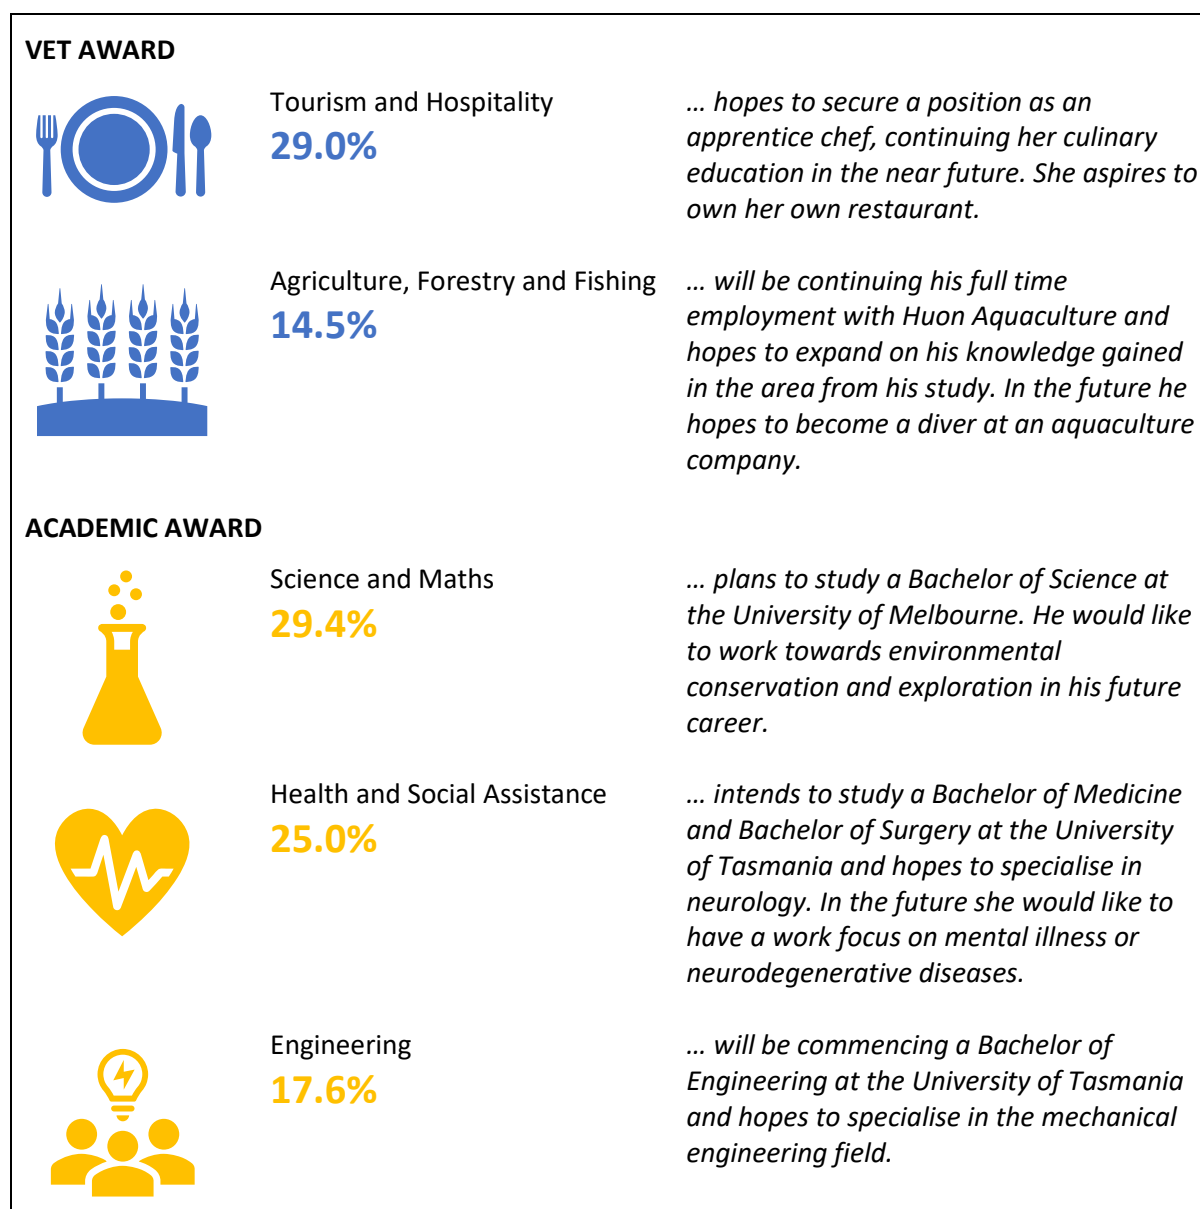 VET AWARD
Tourism and Hospitality
29.0%
… hopes to secure a position as an
apprentice chef, continuing her culinary
education in the near future. She aspires to
own her own restaurant.
Agriculture, Forestry and Fishing
14.5%
… will be continuing his full time
employment with Huon Aquaculture and
hopes to expand on his knowledge gained
in the area from his study. In the future he
hopes to become a diver at an aquaculture
company.
ACADEMIC AWARD
Science and Maths
29.4%
… plans to study a Bachelor of Science at
the University of Melbourne. He would like
to work towards environmental
conservation and exploration in his future
career.
Health and Social Assistance
25.0%
… intends to study a Bachelor of Medicine
and Bachelor of Surgery at the University
of Tasmania and hopes to specialise in
neurology. In the future she would like to
have a work focus on mental illness or
neurodegenerative diseases.
Engineering
17.6%
… will be commencing a Bachelor of
Engineering at the University of Tasmania
and hopes to specialise in the mechanical
engineering field.